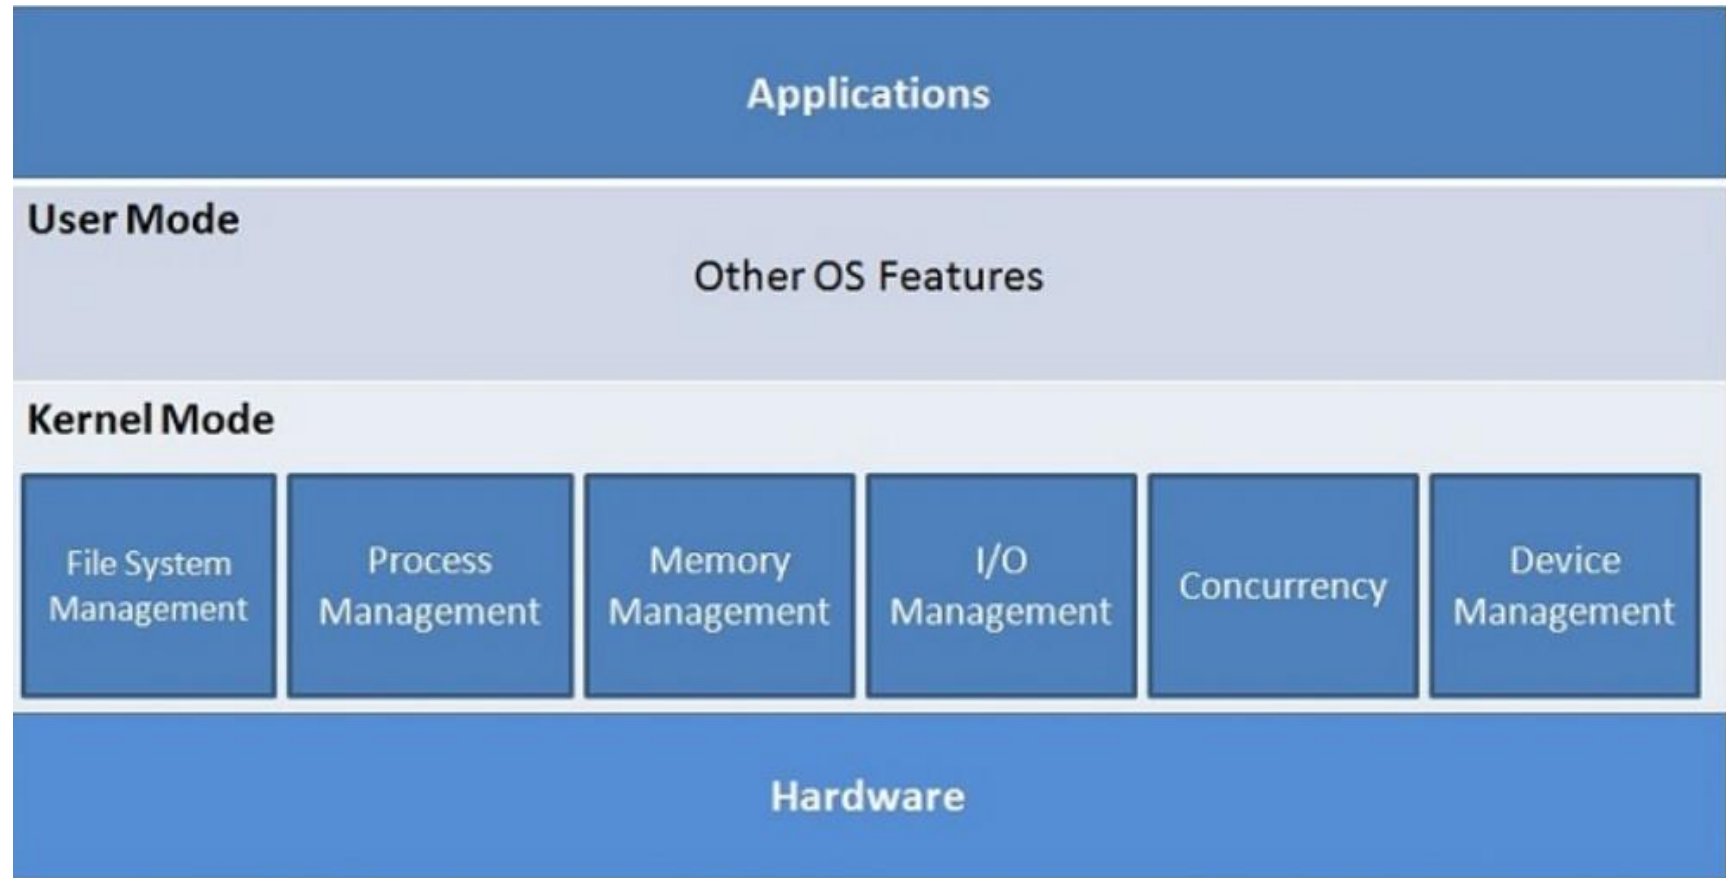 Applications
User Mode
Other OS Features
Kernel Mode
File System
Management
Process
Management
Memory
Management
I/O
Management
Concurrency
Device
Management
Hardware